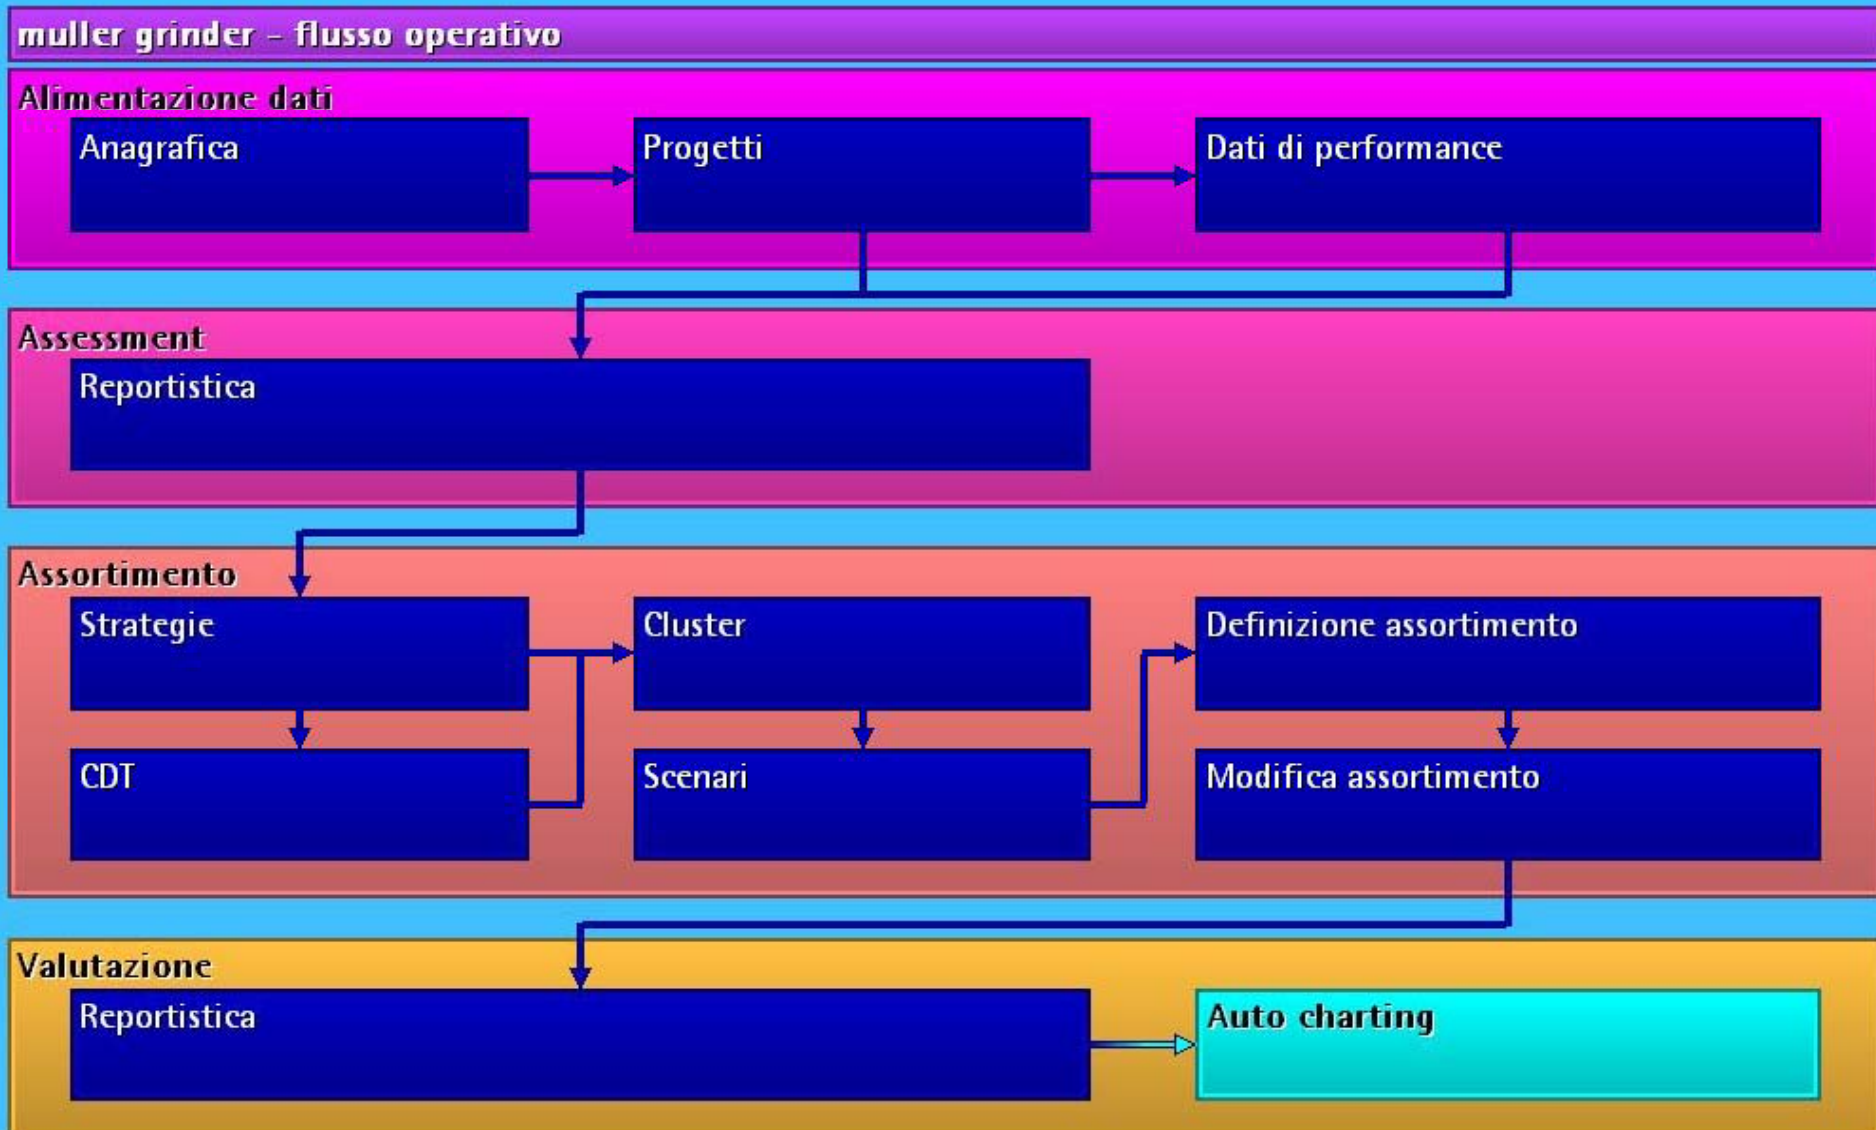 muller grinder - flusso operativo
Alimentazione dati
Anagrafica
Progetti
Dati di performance
Assessment
Reportistica
Assortimento
Strategie
Cluster
Definizione assortimento
CDT
Scenari
Modifica assortimento
Valutazione
Reportistica
Auto charting